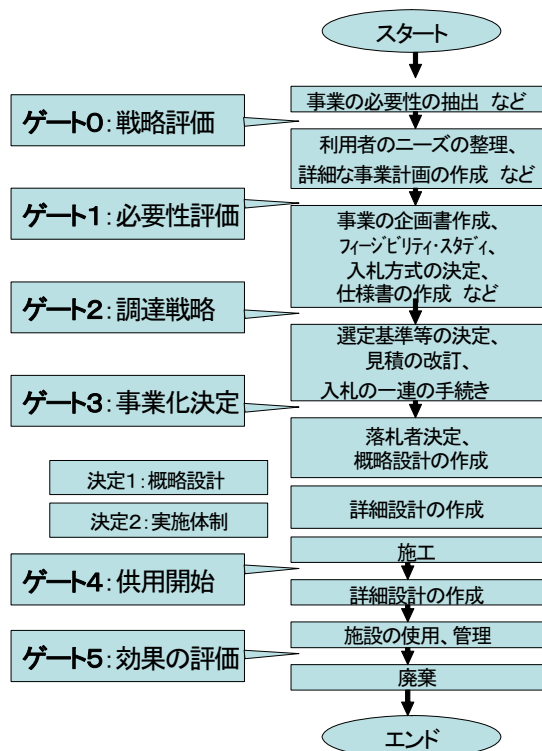 スタート
事業の必要性の抽出 など
ゲート0:戦略評価
利用者のニーズの整理、
詳細な事業計画の作成 など
ゲート1:必要性評価
事業の企画書作成、
フィージビリティ・スタディ、
入札方式の決定、
仕様書の作成 など
ゲート2:調達戦略
選定基準等の決定、
見積の改訂、
入札の一連の手続き
ゲート3:事業化決定
落札者決定、
概略設計の作成
決定1:概略設計
決定2:実施体制
詳細設計の作成
施工
ゲート4:供用開始
詳細設計の作成
施設の使用、管理
ゲート5:効果の評価
廃棄
エンド